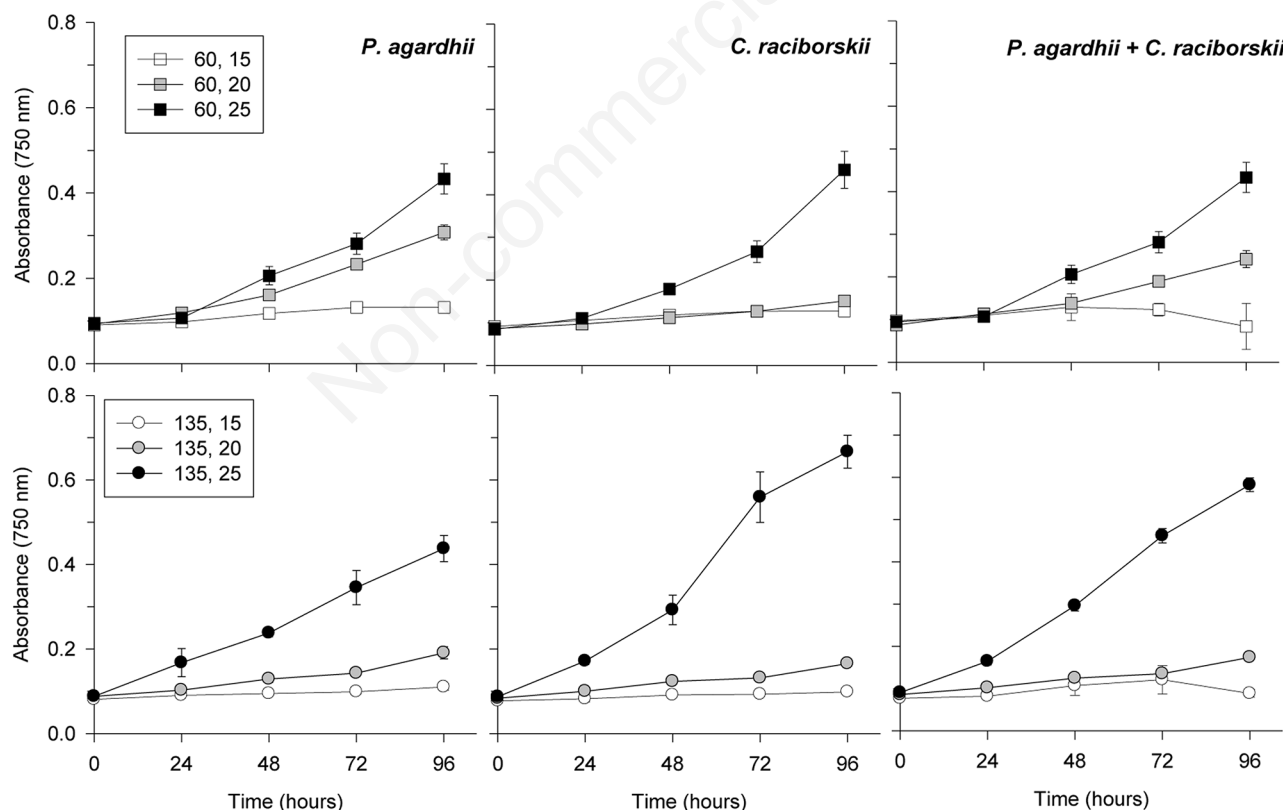 Non-commercial
0.8
0.6
0.4
0.2
0.0
Absorbance (750 nm)
60, 15
60, 20
60, 25
P. agardhii
C. raciborskii
P. agardhii + C. raciborskii
0.8
0.6
0.4
0.2
0.0
Absorbance (750 nm)
135, 15
135, 20
135, 25
0 24 48 72 96
0 24 48 72 96
0 24 48 72 96
Time (hours)
Time (hours)
Time (hours)